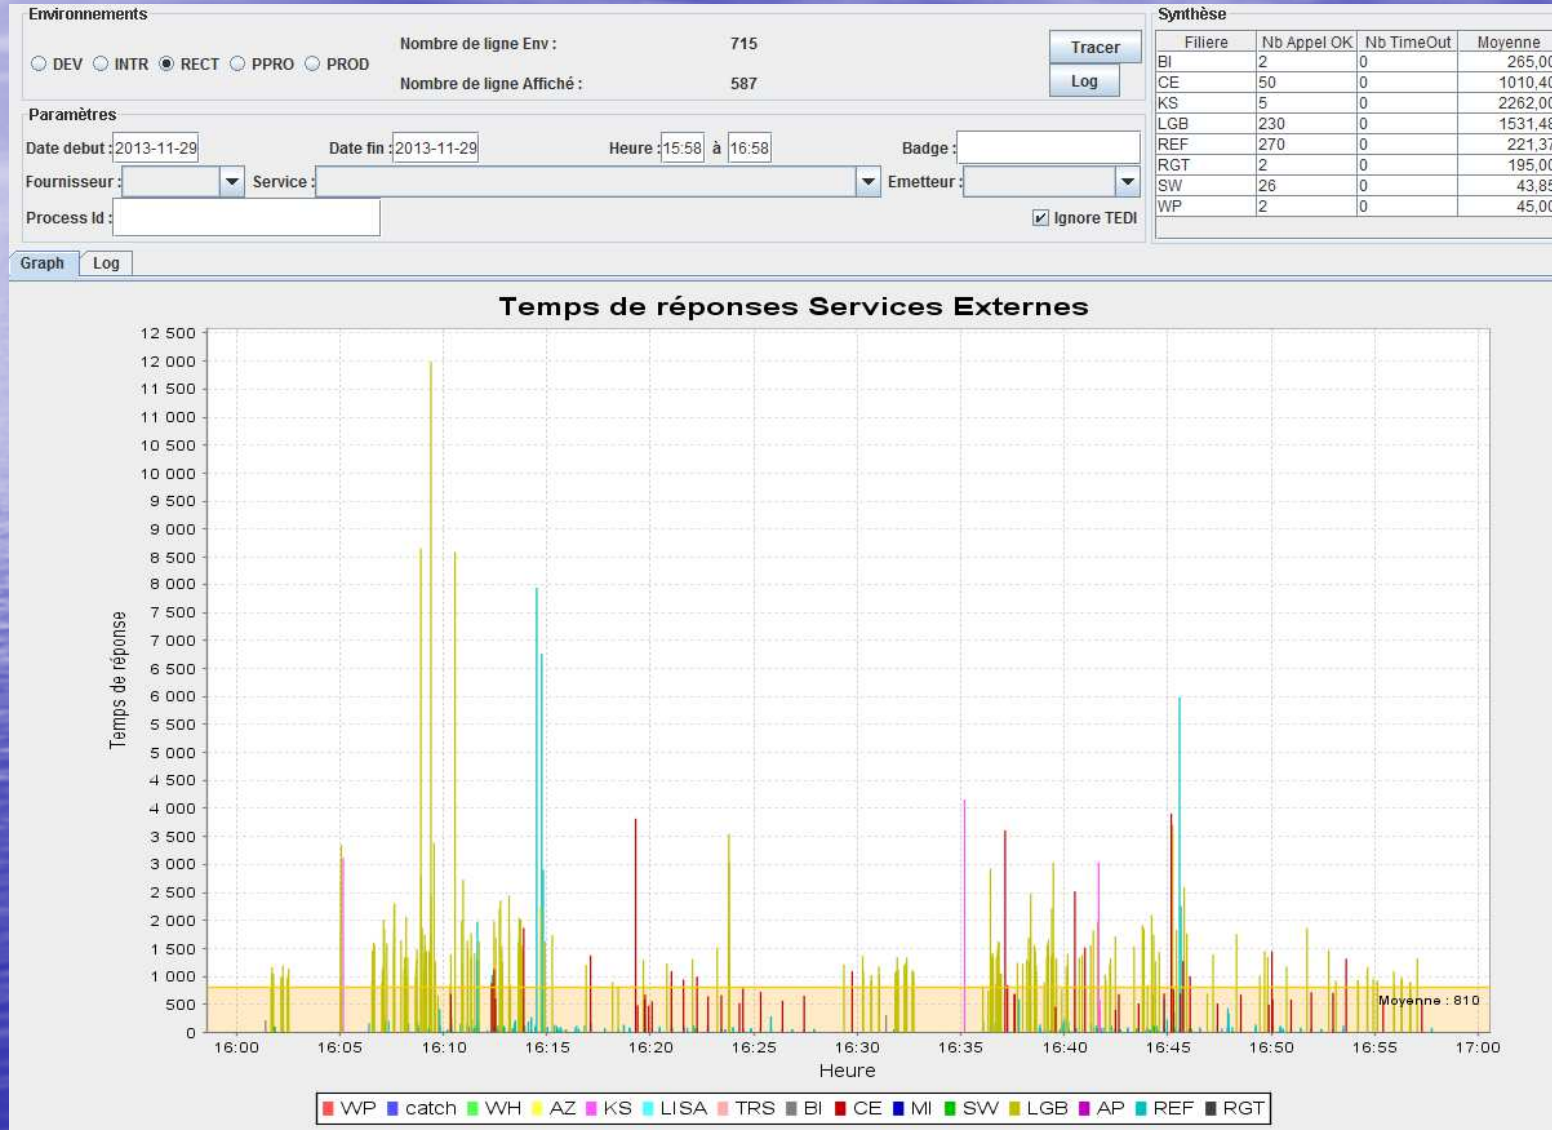 Environnements
DEV INTR RECT PPRO PROD
Nombre de ligne Env : 715
Nombre de ligne Affiché : 587
Tracer
Log
Paramètres
Date debut : 2013-11-29 Date fin : 2013-11-29 Heure : 15:58 à 16:58 Badge :
Fournisseur : Service : Emetteur :
Process Id : Ignore TEDI
Synthèse
Filiere Nb Appel OK Nb TimeOut Moyenne
BI 2 0 265,00
CE 50 0 1010,40
KS 5 0 2262,00
LGB 230 0 1531,48
REF 270 0 221,37
RGT 2 0 195,00
SW 26 0 43,85
WP 2 0 45,00
Graph Log
Temps de réponses Services Externes
12 500
12 000
11 500
11 000
10 500
10 000
9 500
9 000
8 500
8 000
7 500
7 000
6 500
6 000
5 500
5 000
4 500
4 000
3 500
3 000
2 500
2 000
1 500
1 000
500
0
Temps de réponse
Moyenne : 810
16:00 16:05 16:10 16:15 16:20 16:25 16:30 16:35 16:40 16:45 16:50 16:55 17:00
Heure
WP catch WH AZ KS LISA TRS BI CE MI SW LGB AP REF RGT